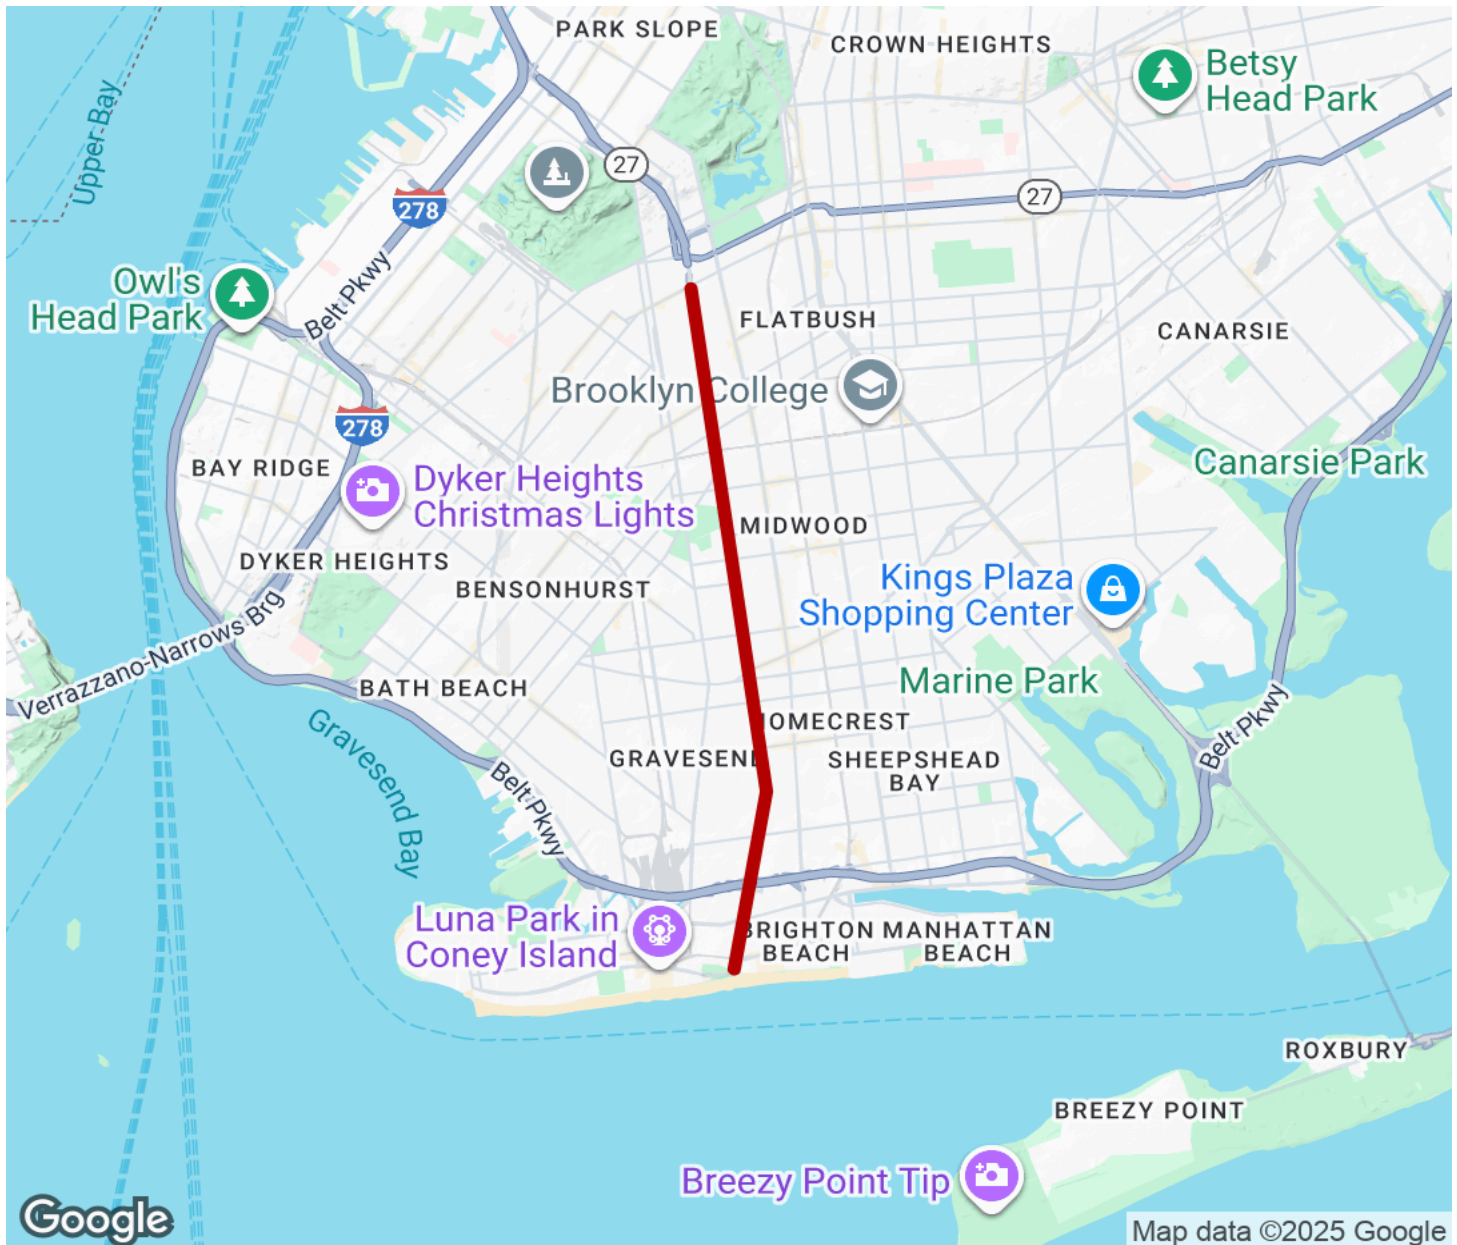 PARK SLOPE
CROWN HEIGHTS
Betsy
Head Park
Upper Bay
27
278
27
Owl's
Head Park
Belt Pkwy
FLATBUSH
CANARSIE
Brooklyn College
278
BAY RIDGE
Canarsie Park
Dyker Heights
Christmas Lights
MIDWOOD
DYKER HEIGHTS
BENSONHURST
Kings Plaza
Shopping Center
Verrazzano-Narrows Brg
BATH BEACH
Marine Park
Gravesend Bay
HOMECREST
GRAVESEND
SHEEPSHEAD
BAY
Belt Pkwy
Belt Pkwy
Luna Park in
Coney Island
BRIGHTON
BEACH
MANHATTAN
BEACH
ROXBURY
BREEZY POINT
Breezy Point Tip
Google
Map data ©2025 Google